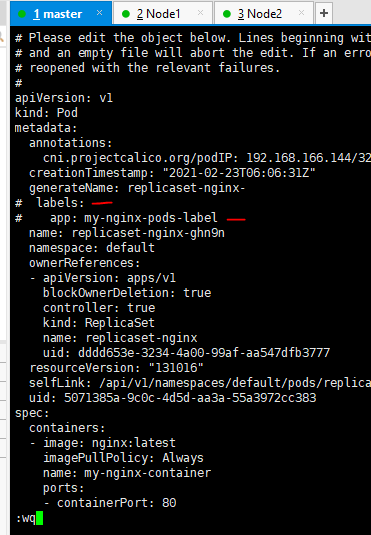 1 master × 2 Node1 × 3 Node2 × +
# Please edit the object below. Lines beginning wit
# and an empty file will abort the edit. If an erro
# reopened with the relevant failures.
#
apiVersion: v1
kind: Pod
metadata:
  annotations:
    cni.projectcalico.org/podIP: 192.168.166.144/32
  creationTimestamp: "2021-02-23T06:06:31Z"
  generateName: replicaset-nginx-
#  labels:
#    app: my-nginx-pods-label
  name: replicaset-nginx-ghn9n
  namespace: default
  ownerReferences:
  - apiVersion: apps/v1
    blockOwnerDeletion: true
    controller: true
    kind: ReplicaSet
    name: replicaset-nginx
    uid: dddd653e-3234-4a00-99af-aa547dfb3777
  resourceVersion: "131016"
  selfLink: /api/v1/namespaces/default/pods/replica
  uid: 5071385a-9c0c-4d5d-aa3a-55a3972cc383
spec:
  containers:
  - image: nginx:latest
    imagePullPolicy: Always
    name: my-nginx-container
    ports:
    - containerPort: 80
:wq